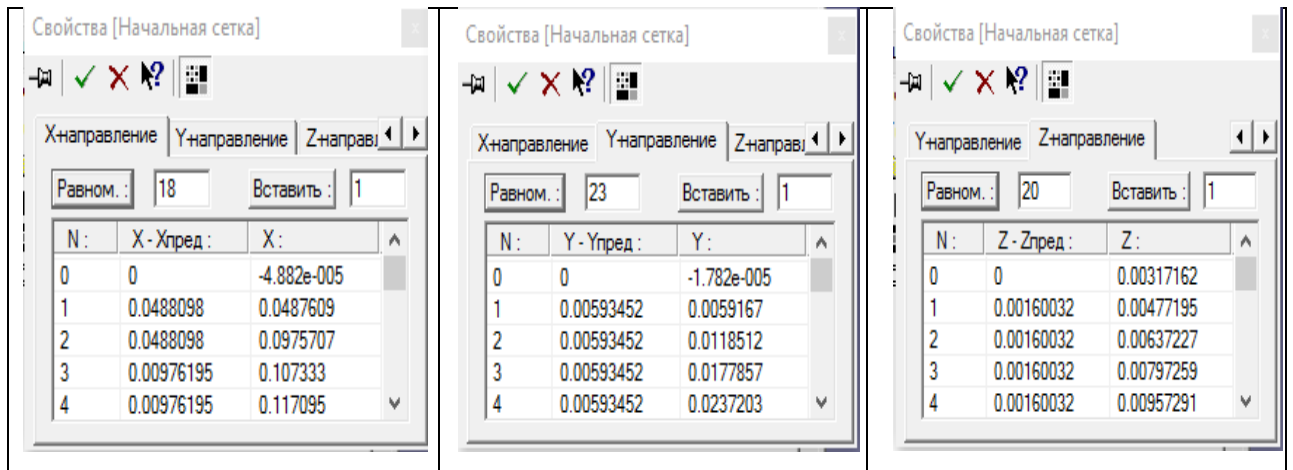 Свойства [Начальная сетка]
x
X-направление Y-направление Z-направл
Равном. : 18 Вставить : 1
N : X - Xпред : X :
0 0 -4.882e-005
1 0.0488098 0.0487609
2 0.0488098 0.0975707
3 0.00976195 0.107333
4 0.00976195 0.117095
Свойства [Начальная сетка]
x
X-направление Y-направление Z-направл
Равном. : 23 Вставить : 1
N : Y - Yпред : Y :
0 0 -1.782e-005
1 0.00593452 0.0059167
2 0.00593452 0.0118512
3 0.00593452 0.0177857
4 0.00593452 0.0237203
Свойства [Начальная сетка]
x
Y-направление Z-направление
Равном. : 20 Вставить : 1
N : Z - Zпред : Z :
0 0 0.00317162
1 0.00160032 0.00477195
2 0.00160032 0.00637227
3 0.00160032 0.00797259
4 0.00160032 0.00957291